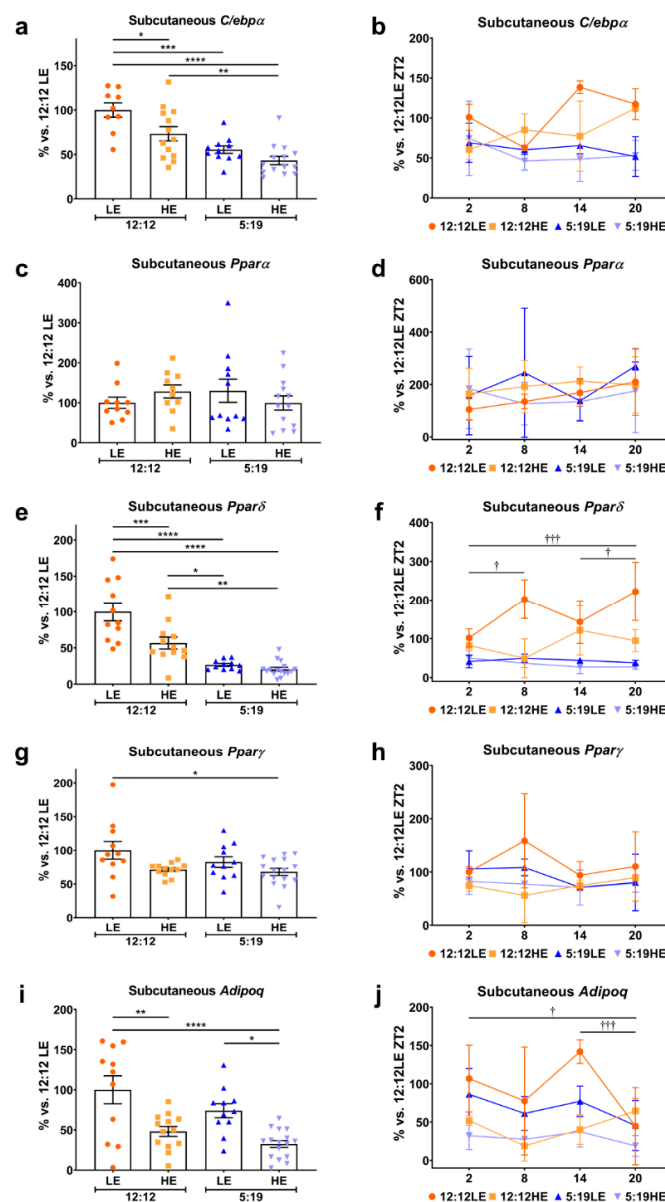 a
Subcutaneous C/ebpα
% vs. 12:12 LE
150
100
50
0
*
***
****
**
LE HE LE HE
12:12 5:19
b
Subcutaneous C/ebpα
% vs. 12:12LE ZT2
200
150
100
50
0
2 8 14 20
12:12LE 12:12HE 5:19LE 5:19HE
c
Subcutaneous Pparα
% vs. 12:12 LE
400
300
200
100
0
LE HE LE HE
12:12 5:19
d
Subcutaneous Pparα
% vs. 12:12LE ZT2
600
400
200
0
2 8 14 20
12:12LE 12:12HE 5:19LE 5:19HE
e
Subcutaneous Pparδ
% vs. 12:12 LE
200
150
100
50
0
***
****
****
*
**
LE HE LE HE
12:12 5:19
f
Subcutaneous Pparδ
% vs. 12:12LE ZT2
400
300
200
100
0
†††
† †
2 8 14 20
12:12LE 12:12HE 5:19LE 5:19HE
g
Subcutaneous Pparγ
% vs. 12:12 LE
200
150
100
50
0
*
LE HE LE HE
12:12 5:19
h
Subcutaneous Pparγ
% vs. 12:12LE ZT2
300
200
100
0
2 8 14 20
12:12LE 12:12HE 5:19LE 5:19HE
i
Subcutaneous Adipoq
% vs. 12:12 LE
200
150
100
50
0
**
****
*
LE HE LE HE
12:12 5:19
j
Subcutaneous Adipoq
% vs. 12:12LE ZT2
200
150
100
50
0
†
†††
2 8 14 20
12:12LE 12:12HE 5:19LE 5:19HE